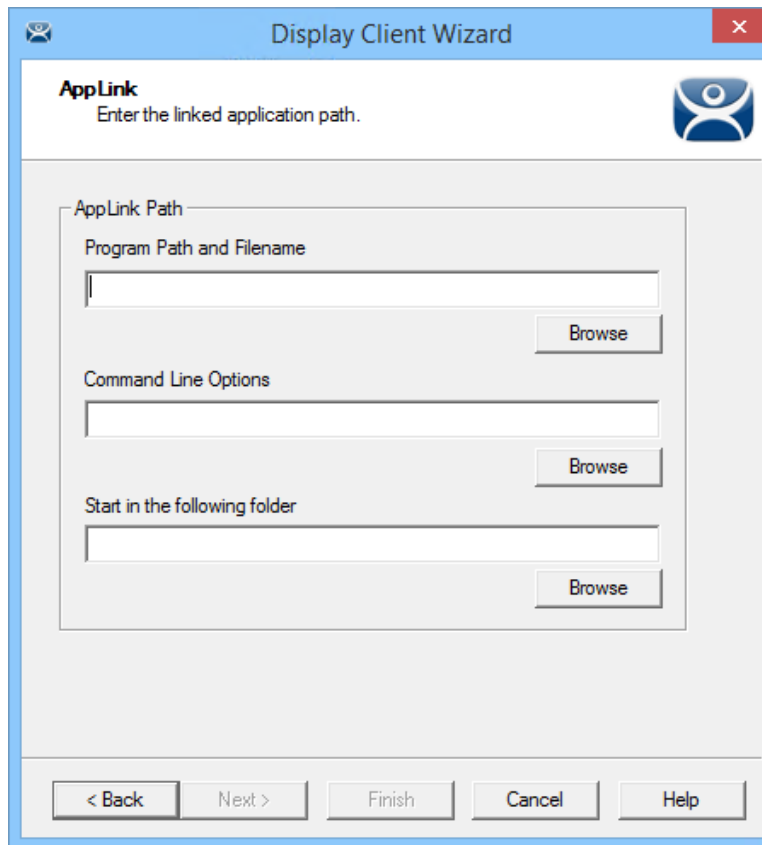 Display Client Wizard
AppLink
Enter the linked application path.
AppLink Path
Program Path and Filename
Browse
Command Line Options
Browse
Start in the following folder
Browse
< Back Next > Finish Cancel Help